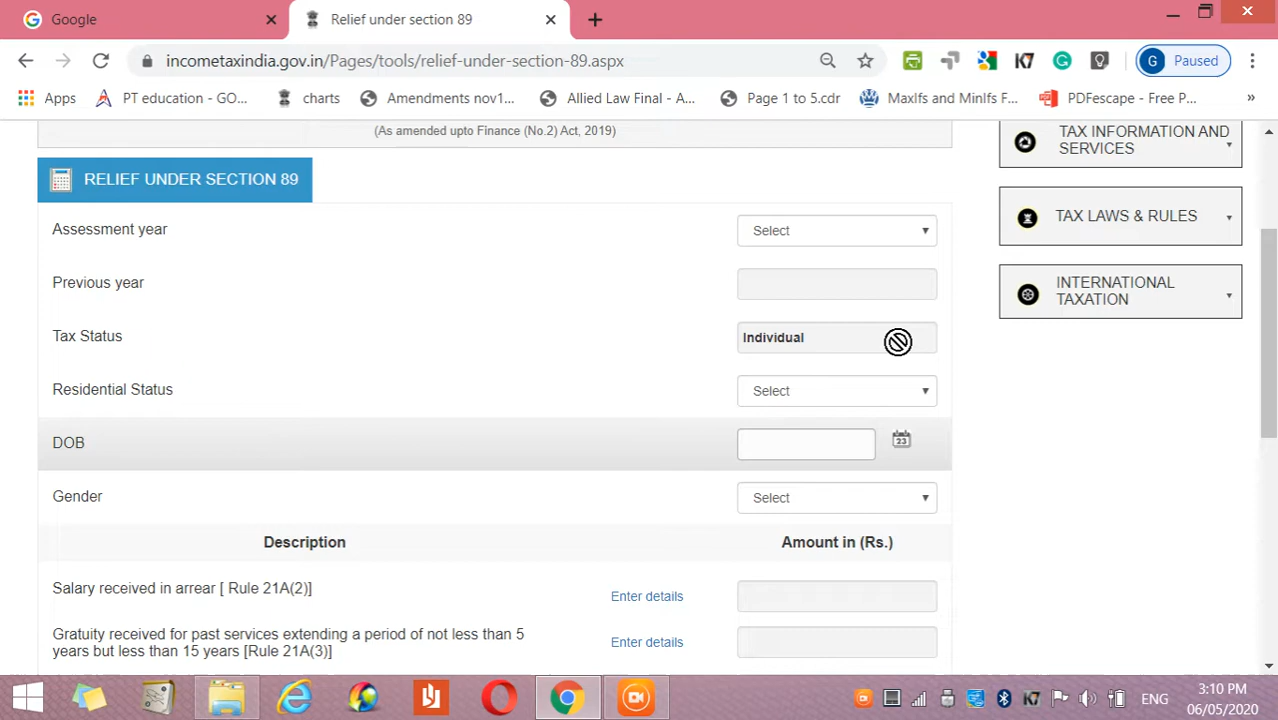 Google
Relief under section 89
incometaxindia.gov.in/Pages/tools/relief-under-section-89.aspx
G
Paused
Apps
PT education - GO...
charts
Amendments nov1...
Allied Law Final - A...
Page 1 to 5.cdr
MaxIfs and MinIfs F...
PDFescape - Free P...
»
(As amended upto Finance (No.2) Act, 2019)
TAX INFORMATION AND
SERVICES
RELIEF UNDER SECTION 89
TAX LAWS & RULES
Assessment year
Select
Previous year
INTERNATIONAL
TAXATION
Tax Status
Individual
Residential Status
Select
DOB
23
Gender
Select
Description
Amount in (Rs.)
Salary received in arrear [ Rule 21A(2)]
Enter details
Gratuity received for past services extending a period of not less than 5
years but less than 15 years [Rule 21A(3)]
Enter details
ENG
3:10 PM
06/05/2020